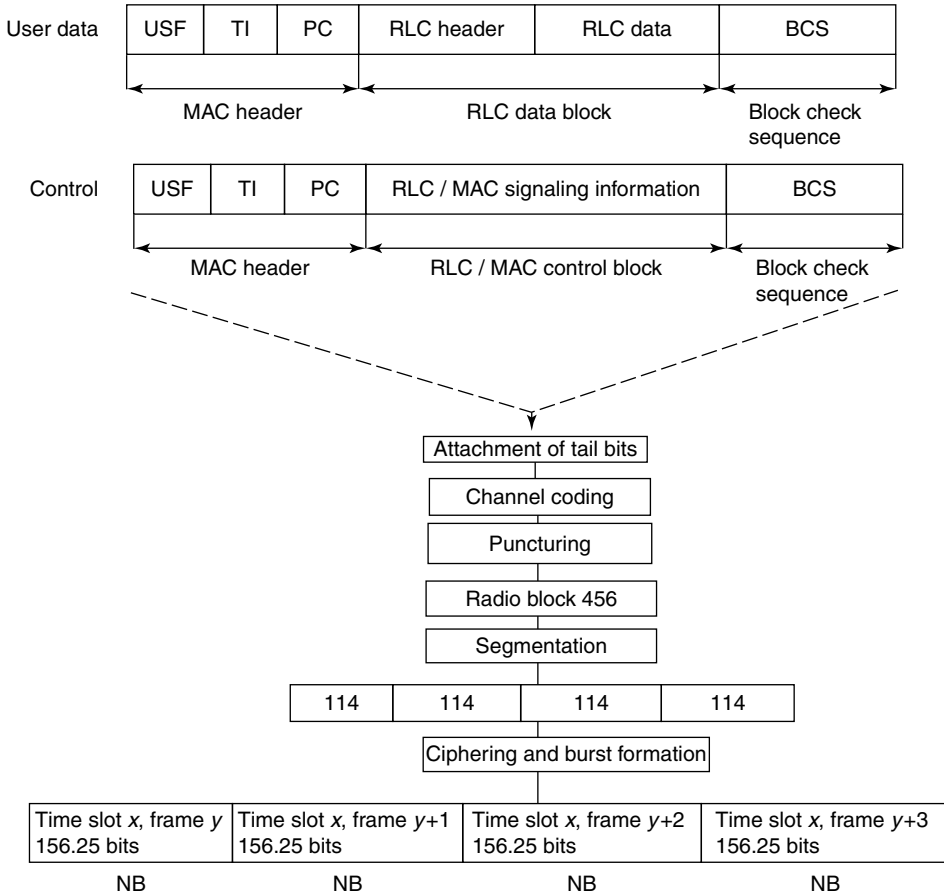 User data USF TI PC RLC header RLC data BCS
MAC header RLC data block Block check
sequence
Control USF TI PC RLC / MAC signaling information BCS
MAC header RLC / MAC control block Block check
sequence
Attachment of tail bits
Channel coding
Puncturing
Radio block 456
Segmentation
114 114 114 114
Ciphering and burst formation
Time slot x, frame y Time slot x, frame y+1 Time slot x, frame y+2 Time slot x, frame y+3
156.25 bits 156.25 bits 156.25 bits 156.25 bits
NB NB NB NB